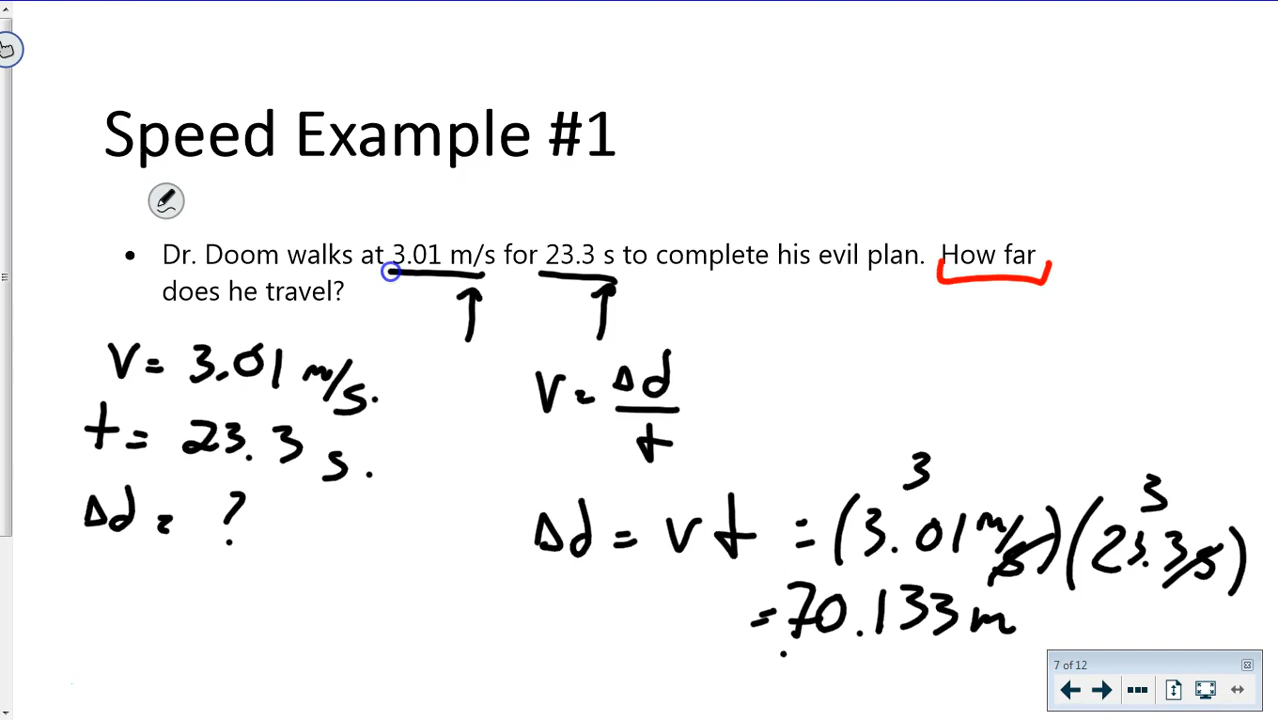 Speed Example #1
• Dr. Doom walks at 3.01 m/s for 23.3 s to complete his evil plan. How far
does he travel?
V = 3.01 m/s.
t = 23.3 s.
Δd = ?
V = Δd/t
3 3
Δd = vt = (3.01 m/s)(23.3 s)
= 70.133 m
7 of 12